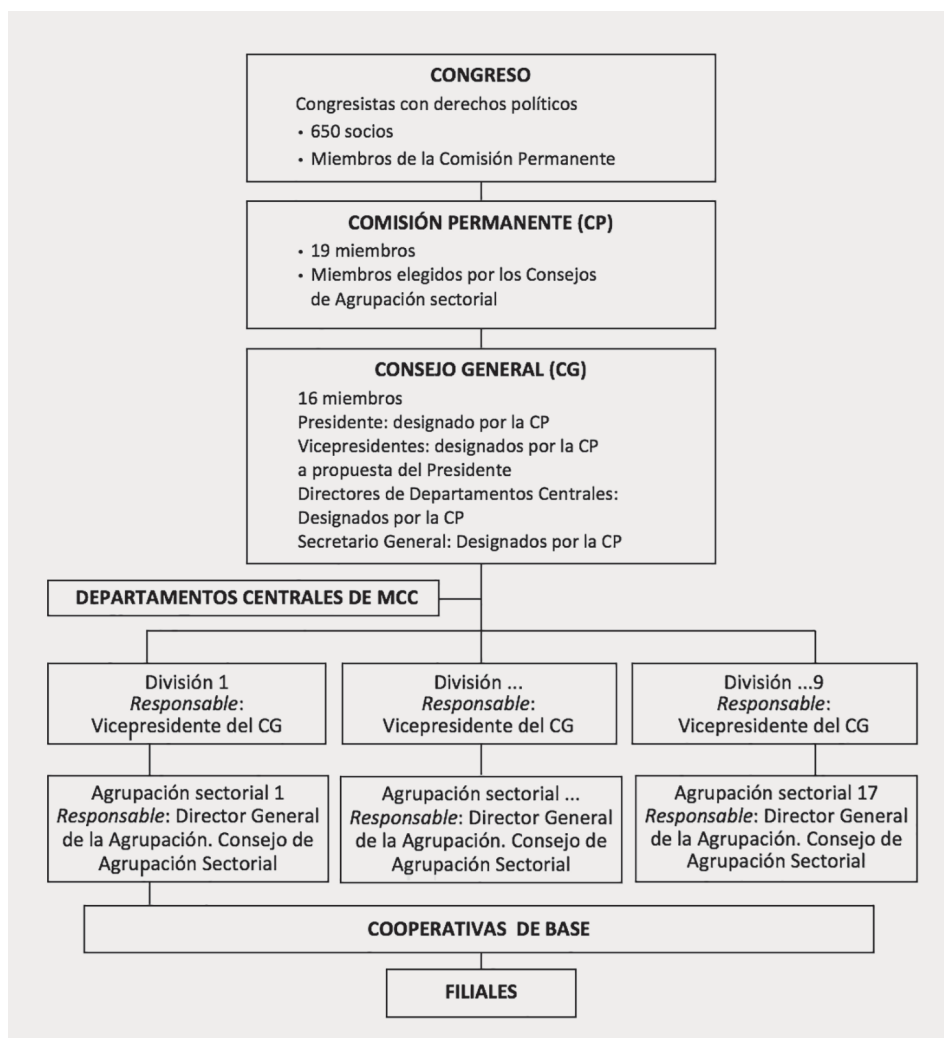 CONGRESO
Congresistas con derechos políticos
• 650 socios
• Miembros de la Comisión Permanente
COMISIÓN PERMANENTE (CP)
• 19 miembros
• Miembros elegidos por los Consejos
de Agrupación sectorial
CONSEJO GENERAL (CG)
16 miembros
Presidente: designado por la CP
Vicepresidentes: designados por la CP
a propuesta del Presidente
Directores de Departamentos Centrales:
Designados por la CP
Secretario General: Designados por la CP
DEPARTAMENTOS CENTRALES DE MCC
División 1
Responsable:
Vicepresidente del CG
División ...
Responsable:
Vicepresidente del CG
División ...9
Responsable:
Vicepresidente del CG
Agrupación sectorial 1
Responsable: Director General
de la Agrupación. Consejo de
Agrupación Sectorial
Agrupación sectorial ...
Responsable: Director General
de la Agrupación. Consejo de
Agrupación Sectorial
Agrupación sectorial 17
Responsable: Director General
de la Agrupación. Consejo de
Agrupación Sectorial
COOPERATIVAS DE BASE
FILIALES